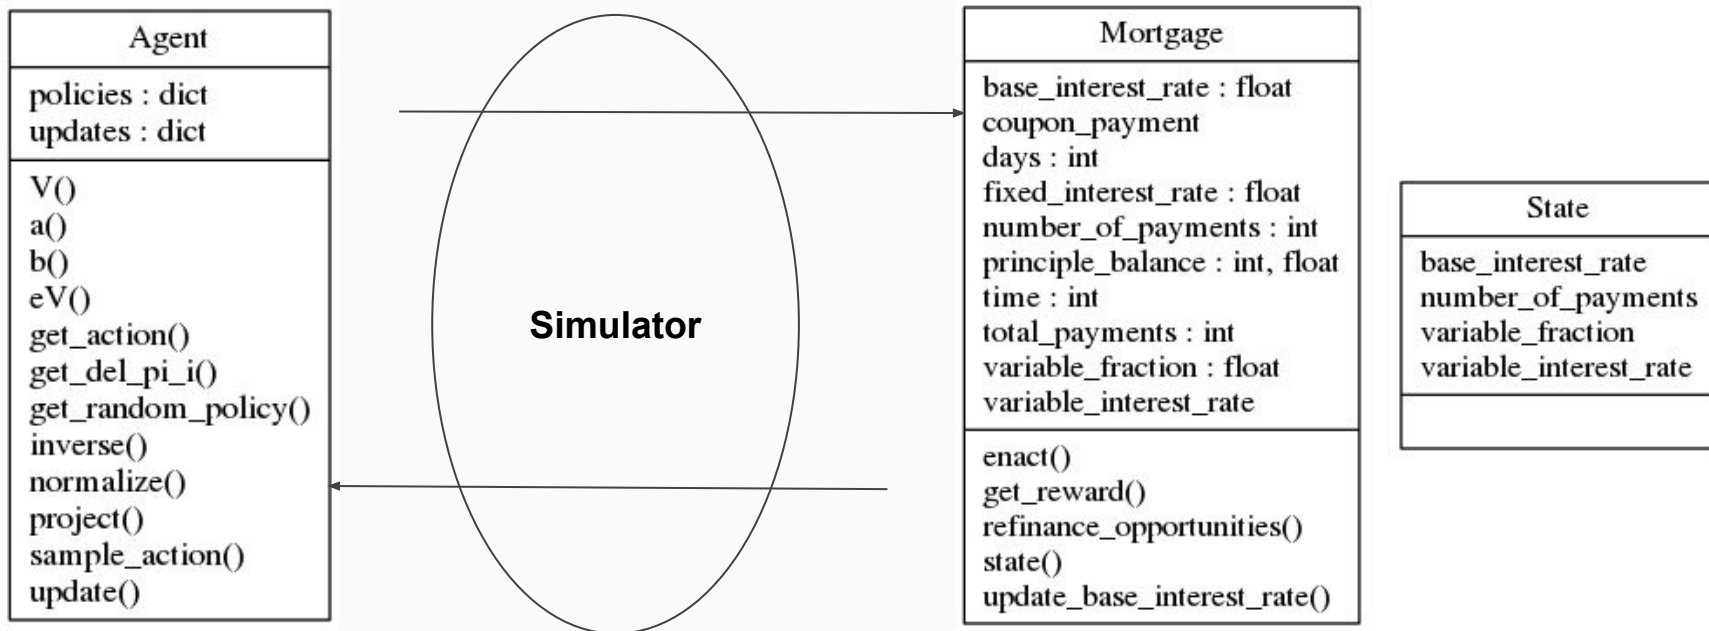 Agent
policies : dict
updates : dict
V()
a()
b()
eV()
get_action()
get_del_pi_i()
get_random_policy()
inverse()
normalize()
project()
sample_action()
update()
Simulator
Mortgage
base_interest_rate : float
coupon_payment
days : int
fixed_interest_rate : float
number_of_payments : int
principle_balance : int, float
time : int
total_payments : int
variable_fraction : float
variable_interest_rate
enact()
get_reward()
refinance_opportunities()
state()
update_base_interest_rate()
State
base_interest_rate
number_of_payments
variable_fraction
variable_interest_rate